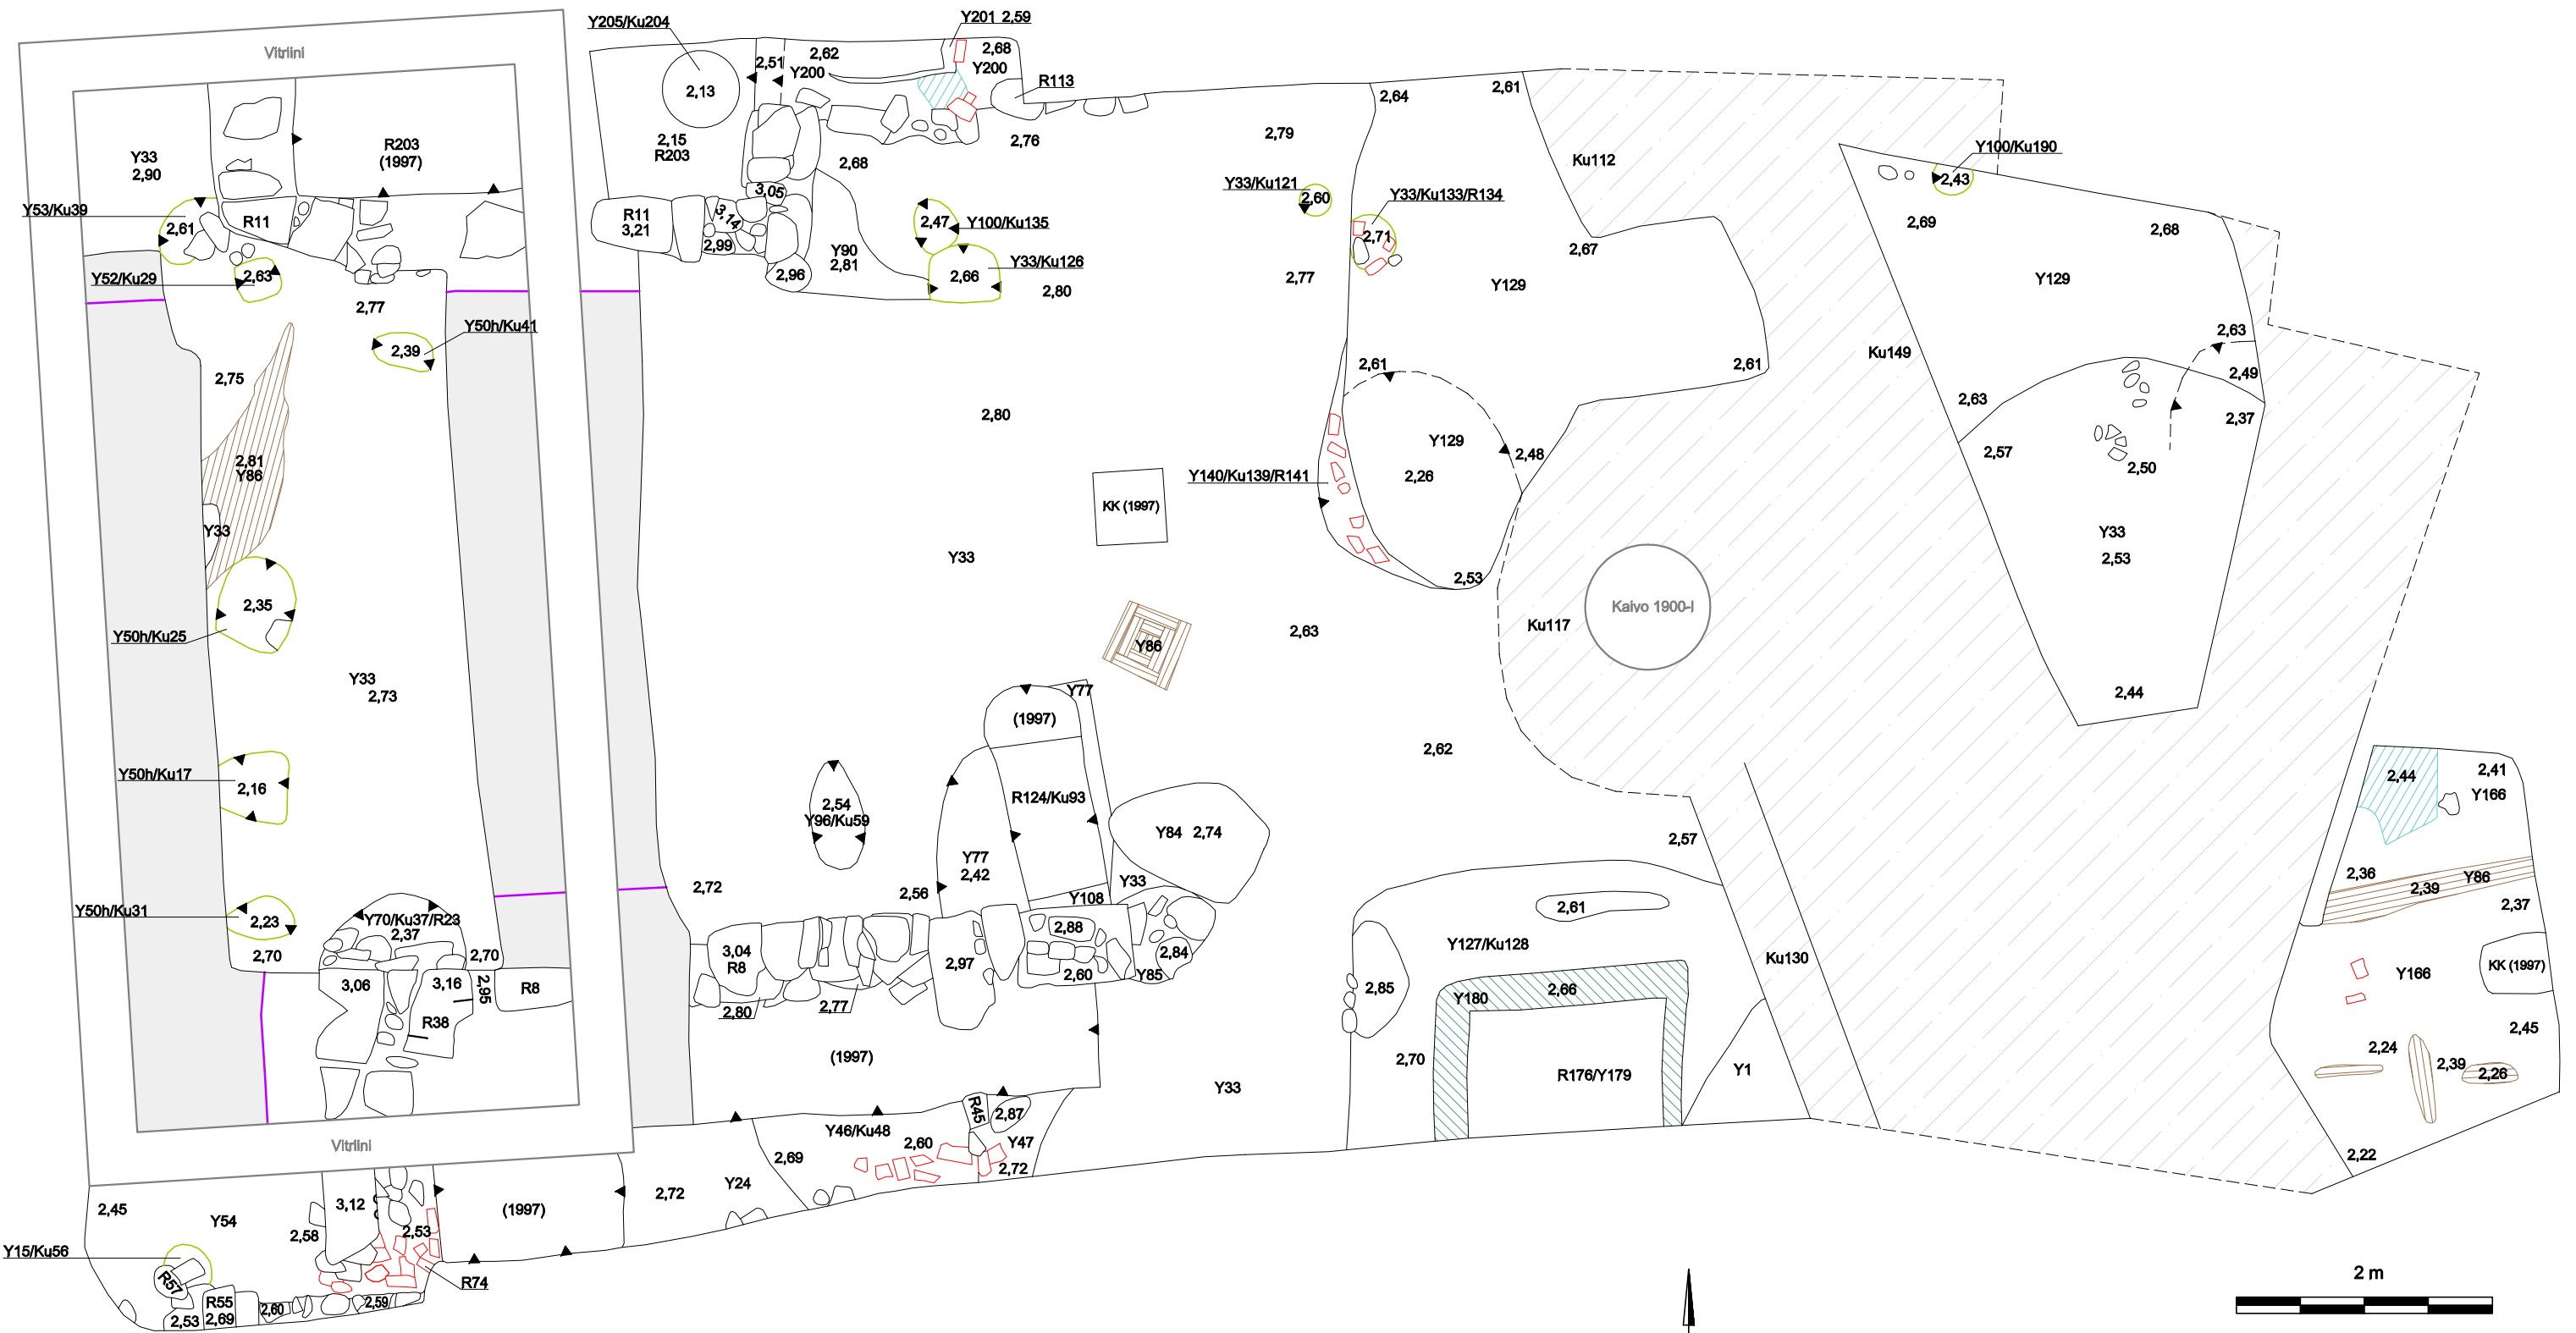 Vitriini
Y33
2,90
R203
(1997)
Y53/Ku39
2,61
R11
Y52/Ku29
2,63
2,77
Y50h/Ku41
2,39
2,75
2,81
Y86
Y33
2,35
Y50h/Ku25
Y33
2,73
Y50h/Ku17
2,16
Y50h/Ku31
2,23
2,70
Y70/Ku37/R23
2,37
2,70
3,06
3,16
2,95
R8
R38
Vitriini
2,45
Y54
2,58
3,12
2,53
(1997)
Y15/Ku56
R57
R55
2,53
2,69
2,60
2,59
R74
Y205/Ku204
2,13
2,15
R203
2,51
Y200
2,62
Y201 2,59
2,68
Y200
R113
2,76
2,68
3,05
R11
3,21
3,14
2,99
2,96
Y90
2,81
2,47
Y100/Ku135
Y33/Ku126
2,66
2,80
2,79
Y33/Ku121
2,60
2,77
2,64
2,61
Y33/Ku133/R134
2,71
Ku112
2,67
Y129
2,61
2,61
2,80
KK (1997)
Y140/Ku139/R141
Y129
2,26
2,48
2,53
Y33
Y86
2,63
Kaivo 1900-l
Ku117
2,62
Y77
(1997)
R124/Ku93
2,54
Y96/Ku59
Y77
2,42
Y84 2,74
2,57
2,72
2,56
Y108
Y33
3,04
R8
2,80
2,77
2,97
2,88
2,60
Y85
2,84
(1997)
Y33
R45
2,87
Y46/Ku48
2,60
Y47
2,72
2,69
2,72
Y24
2,61
Y127/Ku128
2,85
Y180
2,66
2,70
R176/Y179
Y1
Ku130
Y100/Ku190
2,43
2,69
2,68
Y129
Ku149
2,63
2,49
2,63
2,37
2,57
2,50
Y33
2,53
2,44
2,44
2,41
Y166
2,36
2,39
Y86
2,37
Y166
KK (1997)
2,45
2,24
2,39
2,26
2,22
2 m